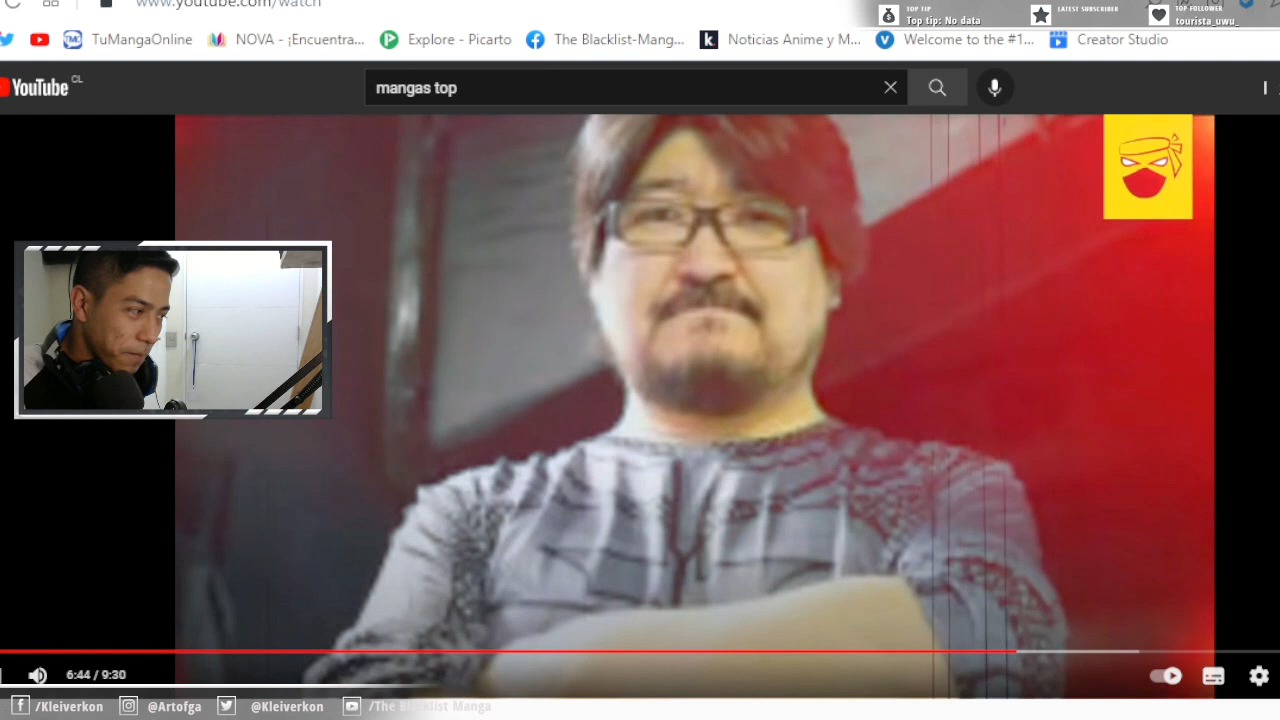 www.youtube.com/watch
TOP TIP
Top tip: No data
LATEST SUBSCRIBER
TOP FOLLOWER
tourista_uwu_
TuMangaOnline
NOVA - ¡Encuentra...
Explore - Picarto
The Blacklist-Mang...
Noticias Anime y M...
Welcome to the #1...
Creator Studio
YouTube CL
mangas top
6:44 / 9:30
/Kleiverkon
@Artofga
@Kleiverkon
/The Blacklist Manga